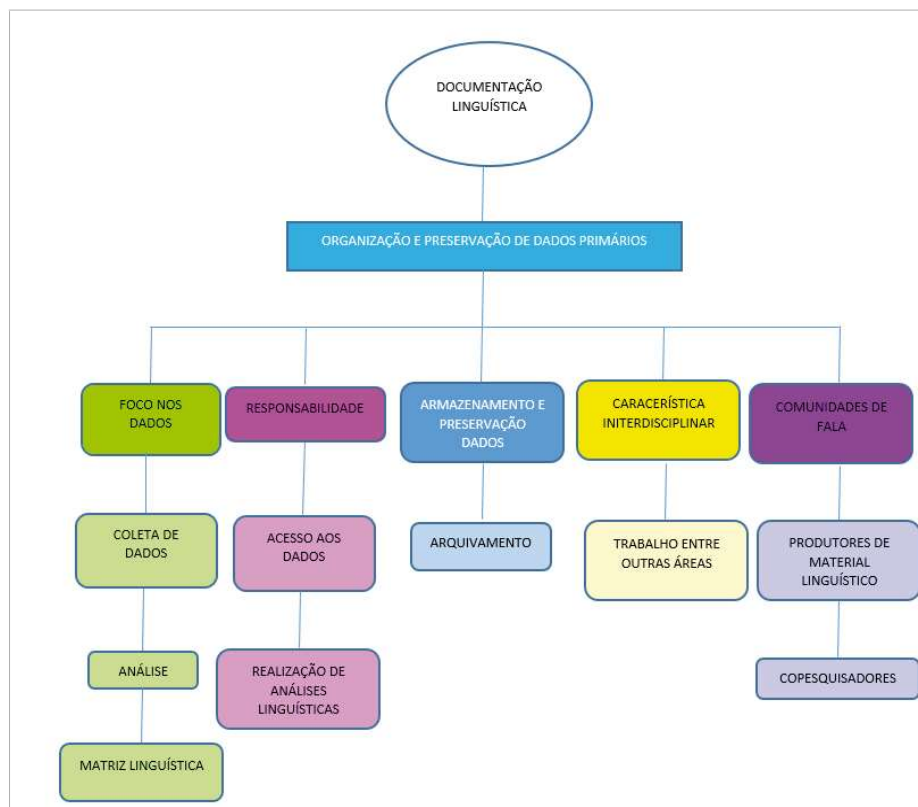 DOCUMENTAÇÃO
LINGUÍSTICA
ORGANIZAÇÃO E PRESERVAÇÃO DE DADOS PRIMÁRIOS
FOCO NOS
DADOS
RESPONSABILIDADE
ARMAZENAMENTO E
PRESERVAÇÃO
DADOS
CARACERÍSTICA
INITERDISCIPLINAR
COMUNIDADES DE
FALA
COLETA DE
DADOS
ACESSO AOS
DADOS
ARQUIVAMENTO
TRABALHO ENTRE
OUTRAS ÁREAS
PRODUTORES DE
MATERIAL
LINGUÍSTICO
ANÁLISE
REALIZAÇÃO DE
ANÁLISES
LINGUÍSTICAS
COPESQUISADORES
MATRIZ LINGUÍSTICA